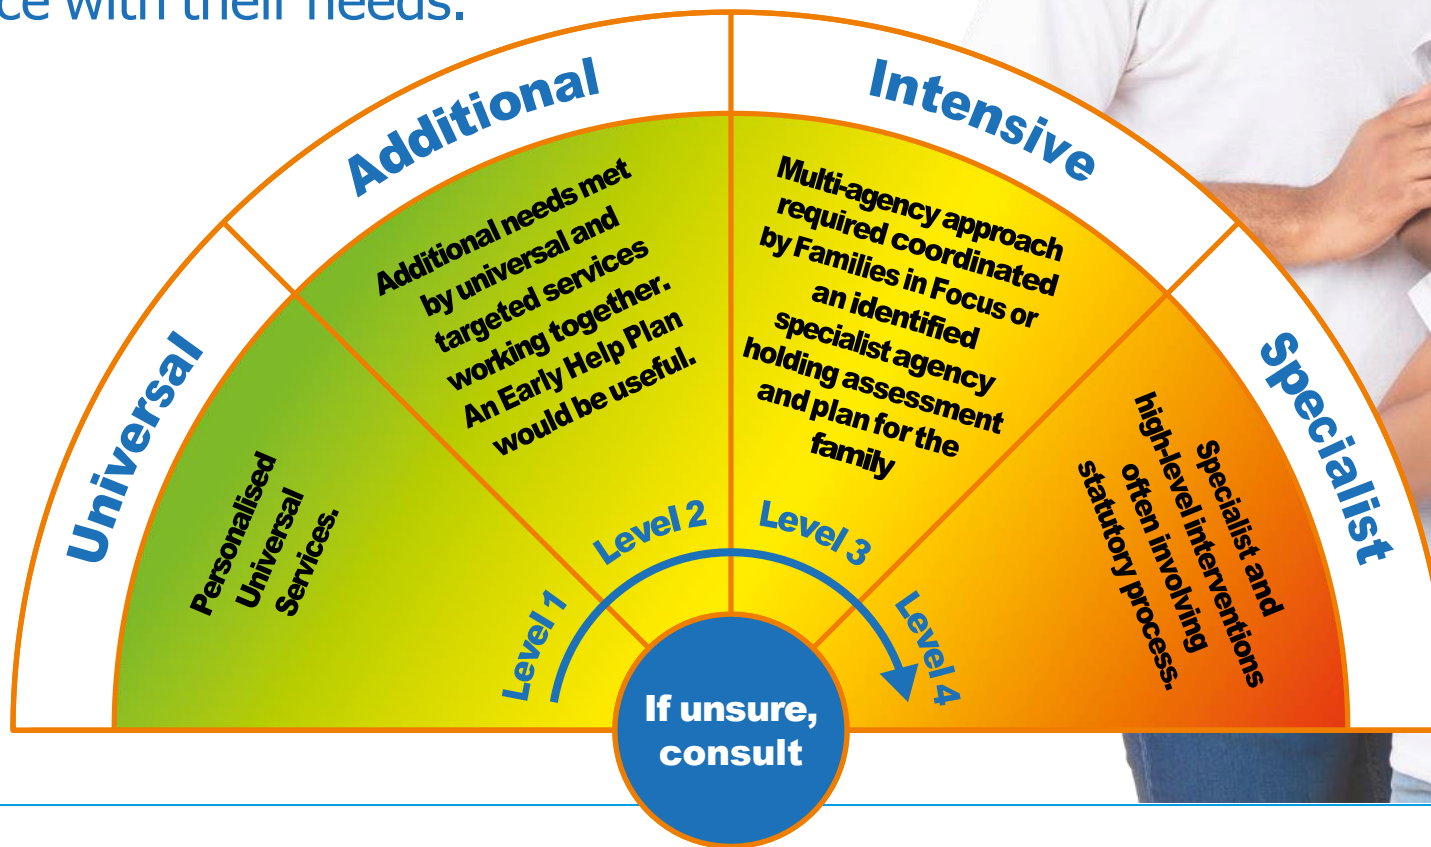 ce with their needs.
Universal
Additional
Intensive
Specialist
Personalised
Universal
Services.
Additional needs met
by universal and
targeted services
working together.
An Early Help Plan
would be useful.
Multi-agency approach
required coordinated
by Families in Focus or
an identified
specialist agency
holding assessment
and plan for the
family
Specialist and
high-level interventions
often involving
statutory process.
Level 1
Level 2
Level 3
Level 4
If unsure,
consult